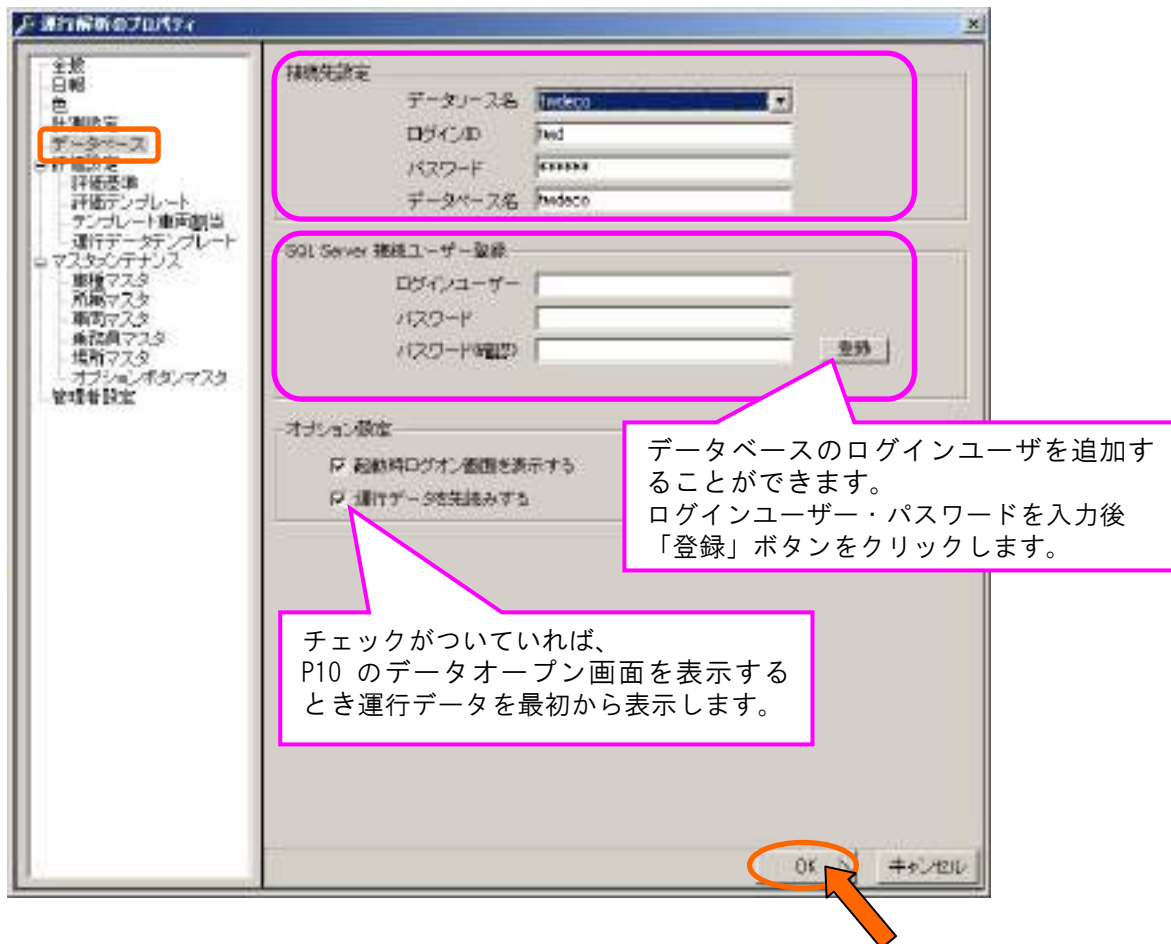 運行解析のプロパティ
全般
日報
色
計測設定
データベース
評価設定
評価基準
評価テンプレート
テンプレート車両割当
運行データテンプレート
マスタメンテナンス
車種マスタ
所属マスタ
車両マスタ
乗務員マスタ
場所マスタ
オプションボタンマスタ
管理者設定
接続先設定
データソース名 twdeco
ログインID twd
パスワード ******
データベース名 twdeco
SQL Server 接続ユーザー登録
ログインユーザー
パスワード
パスワード(確認)
登録
オプション設定
起動時ログオン画面を表示する
運行データを先読みする
データベースのログインユーザを追加す
ることができます。
ログインユーザー・パスワードを入力後
「登録」ボタンをクリックします。
チェックがついていれば、
P10 のデータオープン画面を表示する
とき運行データを最初から表示します。
OK
キャンセル